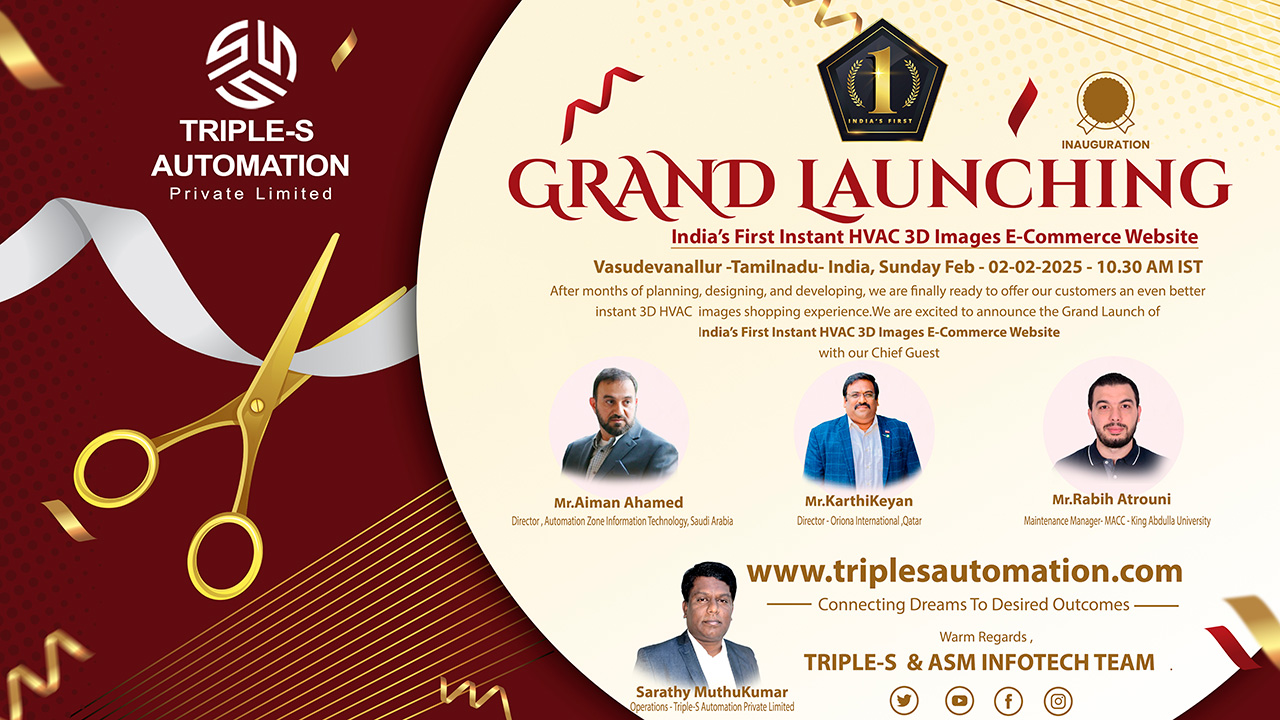 TRIPLE-S
AUTOMATION
Private Limited
1
INDIA'S FIRST
INAUGURATION
GRAND LAUNCHING
India's First Instant HVAC 3D Images E-Commerce Website
Vasudevanallur -Tamilnadu- India, Sunday Feb - 02-02-2025 - 10.30 AM IST
After months of planning, designing, and developing, we are finally ready to offer our customers an even better
instant 3D HVAC images shopping experience.We are excited to announce the Grand Launch of
India's First Instant HVAC 3D Images E-Commerce Website
with our Chief Guest
Mr.Aiman Ahamed
Director , Automation Zone Information Technology, Saudi Arabia
Mr.KarthiKeyan
Director - Oriona International ,Qatar
Mr.Rabih Atrouni
Maintenance Manager- MACC - King Abdulla University
www.triplesautomation.com
Connecting Dreams To Desired Outcomes
Warm Regards ,
TRIPLE-S & ASM INFOTECH TEAM .
Sarathy MuthuKumar
Operations - Triple-S Automation Private Limited